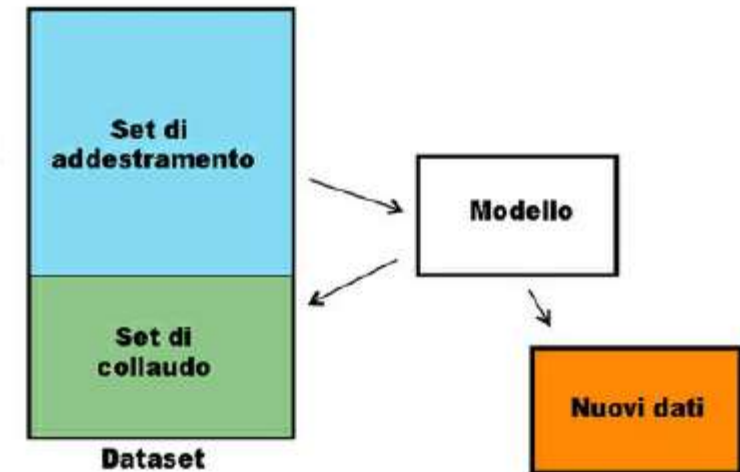 Set di
addestramento
Modello
Set di
collaudo
Nuovi dati
Dataset